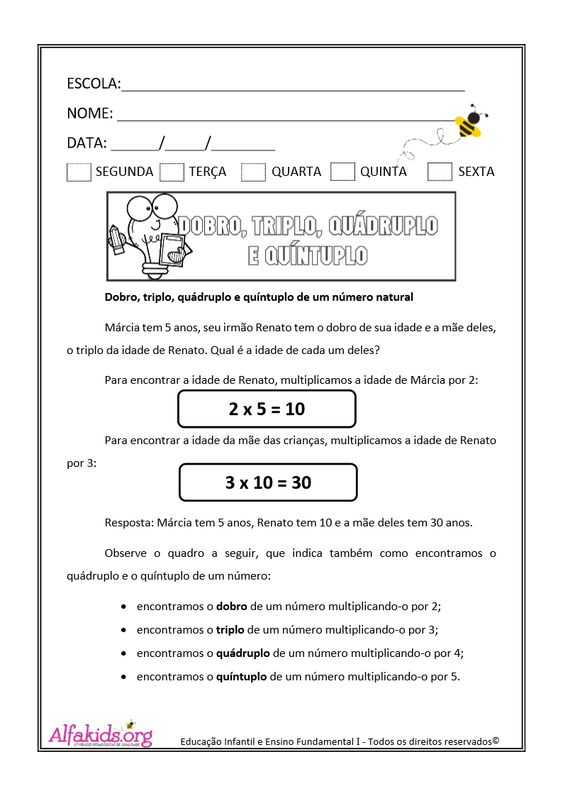 ESCOLA:
NOME:
DATA: ______/______/________
SEGUNDA TERÇA QUARTA QUINTA SEXTA
DOBRO, TRIPLO, QUÁDRUPLO
E QUÍNTUPLO
Dobro, triplo, quádruplo e quíntuplo de um número natural
Márcia tem 5 anos, seu irmão Renato tem o dobro de sua idade e a mãe deles,
o triplo da idade de Renato. Qual é a idade de cada um deles?
Para encontrar a idade de Renato, multiplicamos a idade de Márcia por 2:
2 x 5 = 10
Para encontrar a idade da mãe das crianças, multiplicamos a idade de Renato
por 3:
3 x 10 = 30
Resposta: Márcia tem 5 anos, Renato tem 10 e a mãe deles tem 30 anos.
Observe o quadro a seguir, que indica também como encontramos o
quádruplo e o quíntuplo de um número:
• encontramos o dobro de um número multiplicando-o por 2;
• encontramos o triplo de um número multiplicando-o por 3;
• encontramos o quádruplo de um número multiplicando-o por 4;
• encontramos o quíntuplo de um número multiplicando-o por 5.
Alfakids.org
ATIVIDADES PEDAGÓGICAS DE QUALIDADE
Educação Infantil e Ensino Fundamental I - Todos os direitos reservados©